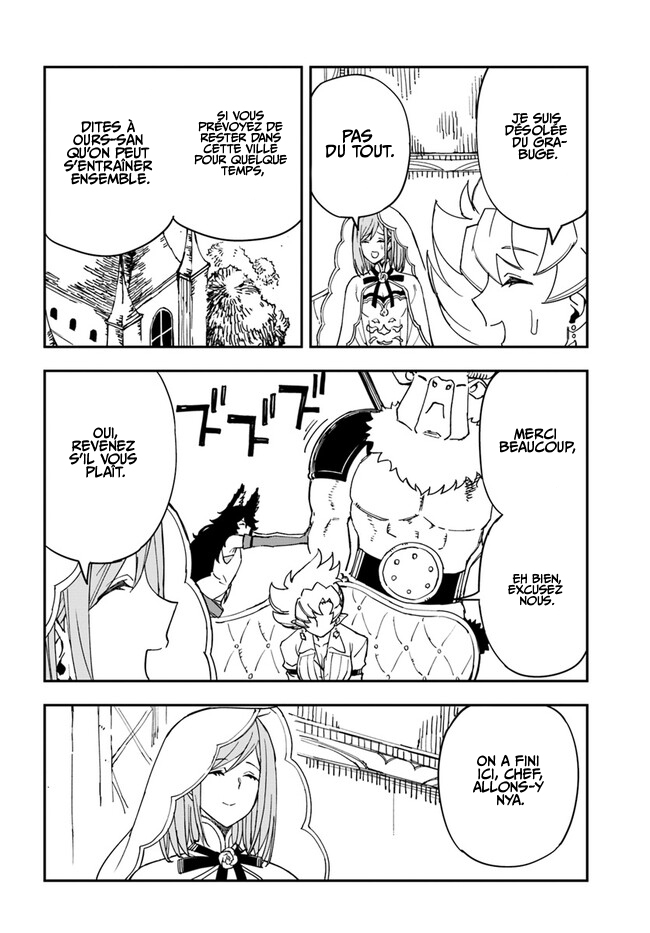 JE SUIS
DÉSOLÉE
DU GRA-
BUGE.
PAS
DU TOUT.
SI VOUS
PRÉVOYEZ DE
RESTER DANS
CETTE VILLE
POUR QUELQUE
TEMPS,
DITES À
OURS-SAN
QU'ON PEUT
S'ENTRAÎNER
ENSEMBLE.
MERCI
BEAUCOUP,
EH BIEN,
EXCUSEZ
NOUS.
ズズズ
OUI,
REVENEZ
S'IL VOUS
PLAÎT.
ON A FINI
ICI, CHEF,
ALLONS-Y
NYA.